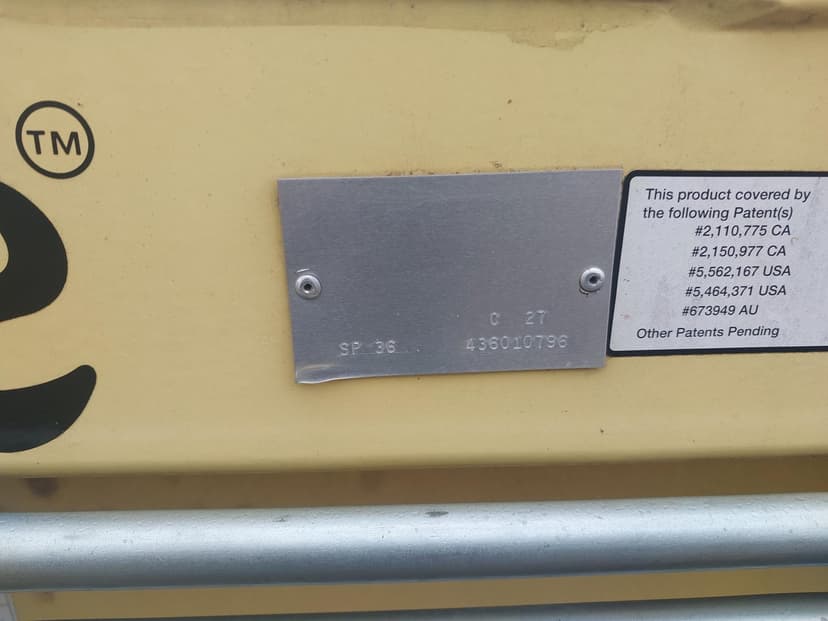 TM
C 27
SP 36 436010796
This product covered by
the following Patent(s)
#2,110,775 CA
#2,150,977 CA
#5,562,167 USA
#5,464,371 USA
#673949 AU
Other Patents Pending